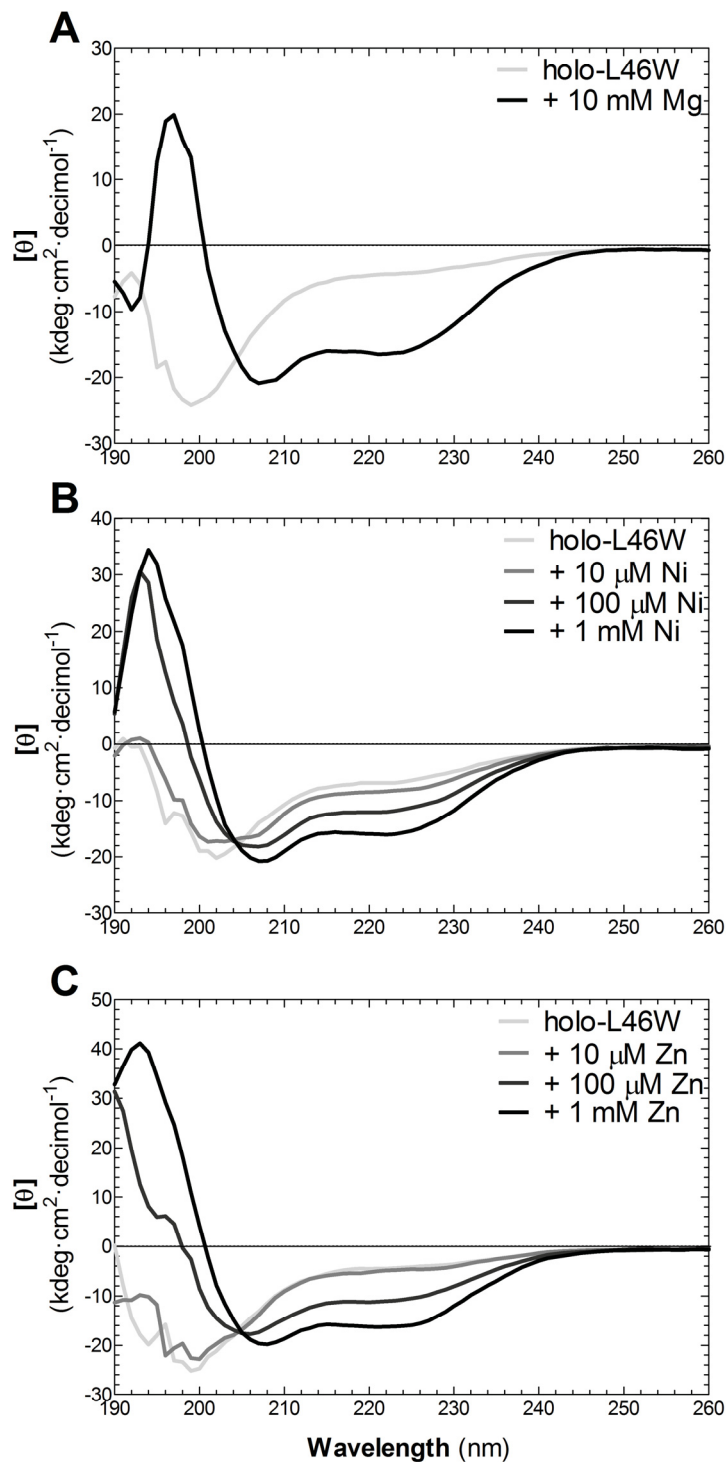 A
holo-L46W
+ 10 mM Mg
30
20
10
0
-10
-20
-30
[θ]
(kdeg·cm²·decimol⁻¹)
190 200 210 220 230 240 250 260
B
holo-L46W
+ 10 μM Ni
+ 100 μM Ni
+ 1 mM Ni
40
30
20
10
0
-10
-20
-30
[θ]
(kdeg·cm²·decimol⁻¹)
190 200 210 220 230 240 250 260
C
holo-L46W
+ 10 μM Zn
+ 100 μM Zn
+ 1 mM Zn
50
40
30
20
10
0
-10
-20
-30
[θ]
(kdeg·cm²·decimol⁻¹)
190 200 210 220 230 240 250 260
Wavelength (nm)